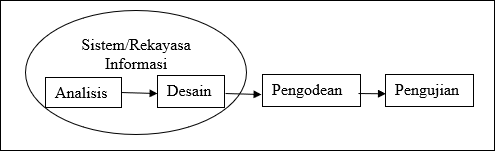 Sistem/Rekayasa
Informasi
Analisis
Desain
Pengodean
Pengujian